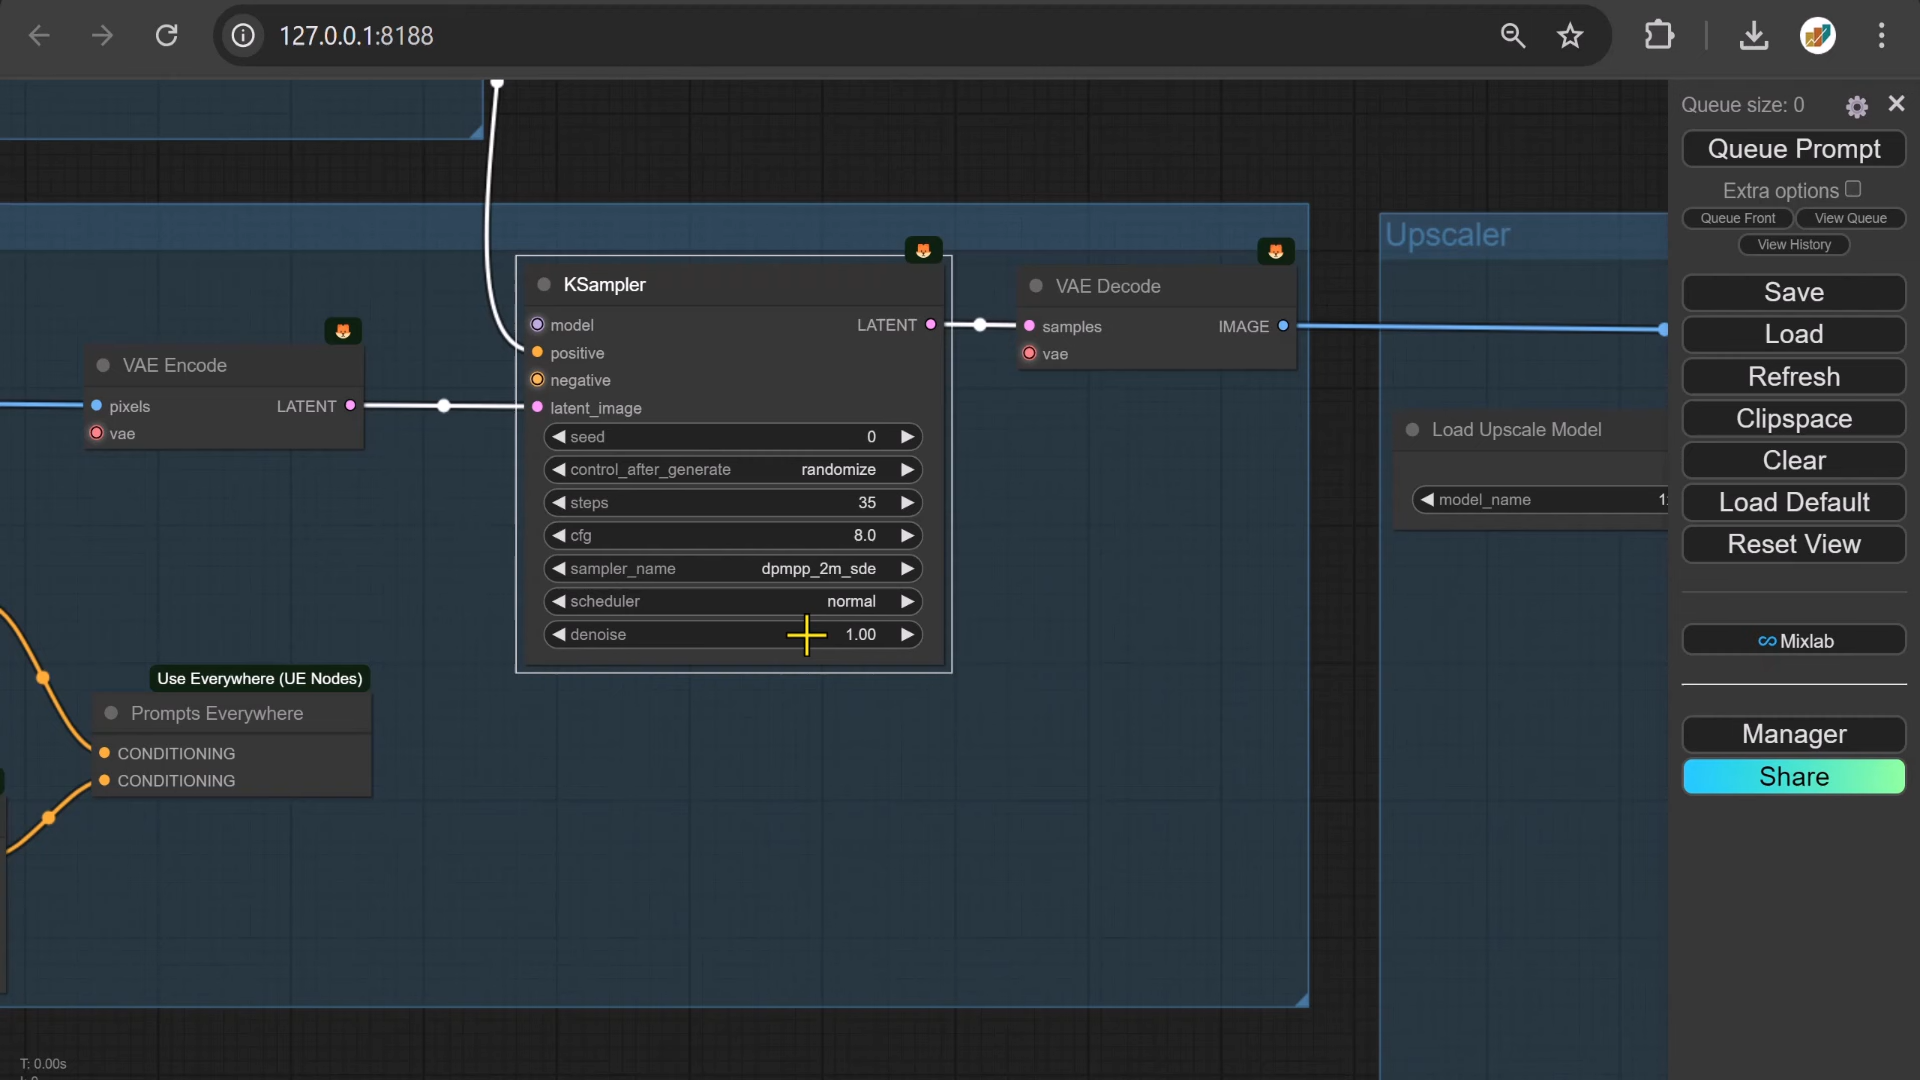 127.0.0.1:8188
Queue size: 0
Queue Prompt
Extra options
Queue Front
View Queue
View History
Save
Load
Refresh
Clipspace
Clear
Load Default
Reset View
Mixlab
Manager
Share
Upscaler
KSampler
model
LATENT
positive
negative
latent_image
seed 0
control_after_generate randomize
steps 35
cfg 8.0
sampler_name dpmpp_2m_sde
scheduler normal
denoise 1.00
VAE Decode
samples
IMAGE
vae
VAE Encode
pixels
LATENT
vae
Load Upscale Model
model_name
Use Everywhere (UE Nodes)
Prompts Everywhere
CONDITIONING
CONDITIONING
T: 0.00s